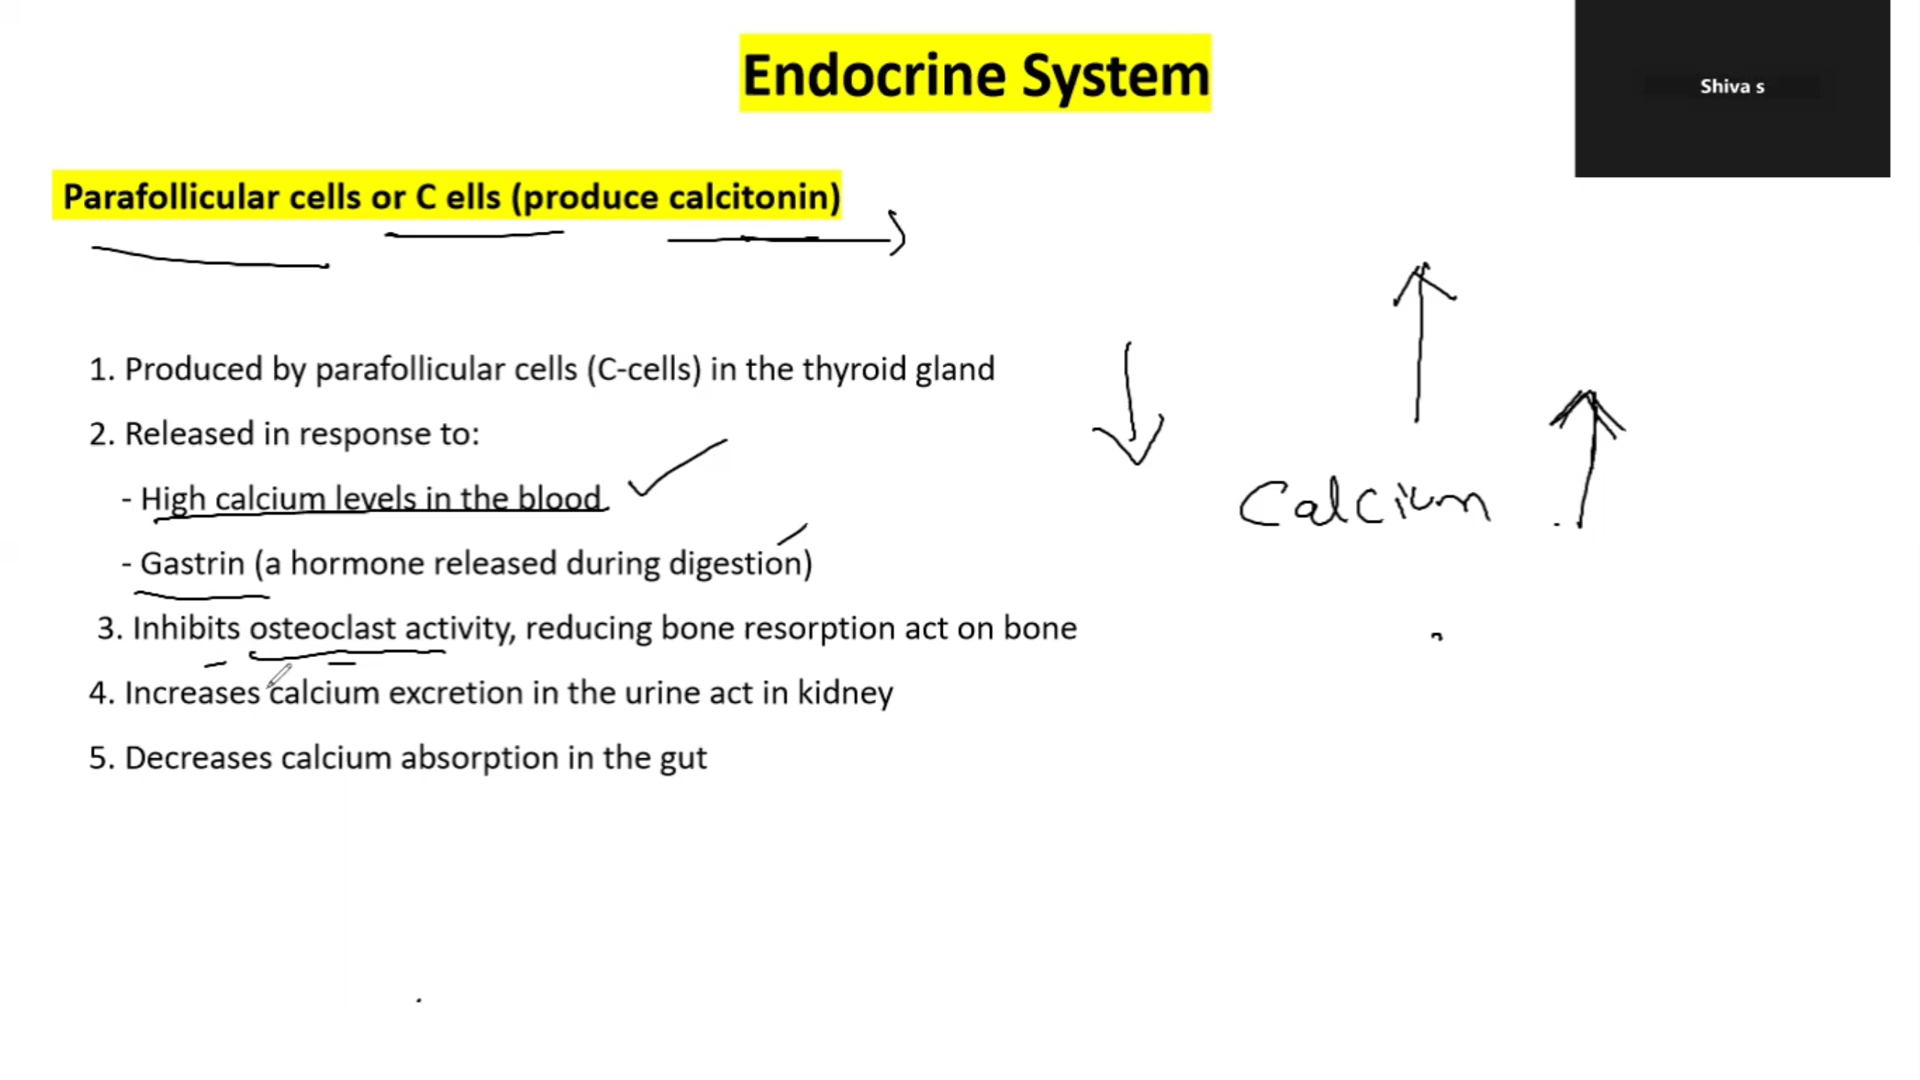 Endocrine System
Shiva s
Parafollicular cells or C ells (produce calcitonin)
1. Produced by parafollicular cells (C-cells) in the thyroid gland
2. Released in response to:
- High calcium levels in the blood.
- Gastrin (a hormone released during digestion)
3. Inhibits osteoclast activity, reducing bone resorption act on bone
4. Increases calcium excretion in the urine act in kidney
5. Decreases calcium absorption in the gut
Calcium